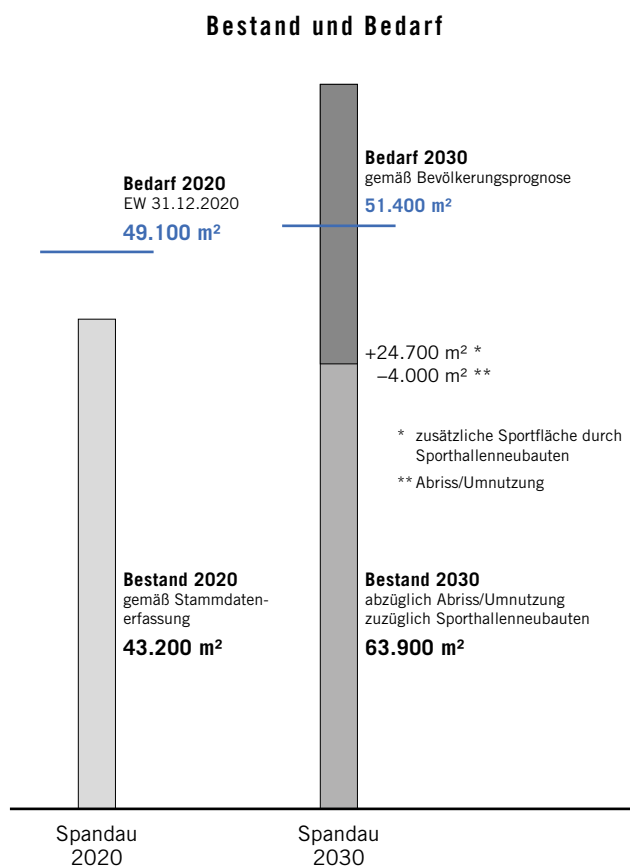 Bestand und Bedarf
Bedarf 2020
EW 31.12.2020
49.100 m²
Bedarf 2030
gemäß Bevölkerungsprognose
51.400 m²
+24.700 m² *
–4.000 m² **
* zusätzliche Sportfläche durch
Sporthallenneubauten
** Abriss/Umnutzung
Bestand 2020
gemäß Stammdaten-
erfassung
43.200 m²
Bestand 2030
abzüglich Abriss/Umnutzung
zuzüglich Sporthallenneubauten
63.900 m²
Spandau
2020
Spandau
2030